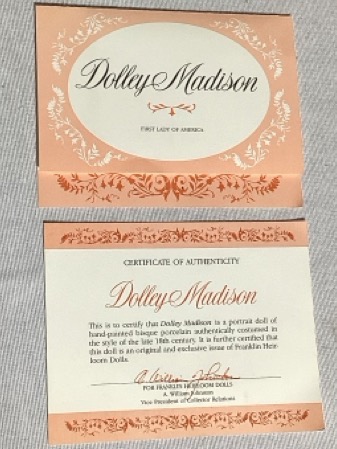 Dolley Madison
FIRST LADY OF AMERICA
CERTIFICATE OF AUTHENTICITY
Dolley Madison
This is to certify that Dolley Madison is a portrait doll of
hand-painted bisque porcelain authentically costumed in
the style of the late 18th century. It is further certified that
this doll is an original and exclusive issue of Franklin Heir-
loom Dolls.
A. William Johnston
FOR FRANKLIN HEIRLOOM DOLLS
A. William Johnston
Vice President of Collector Relations